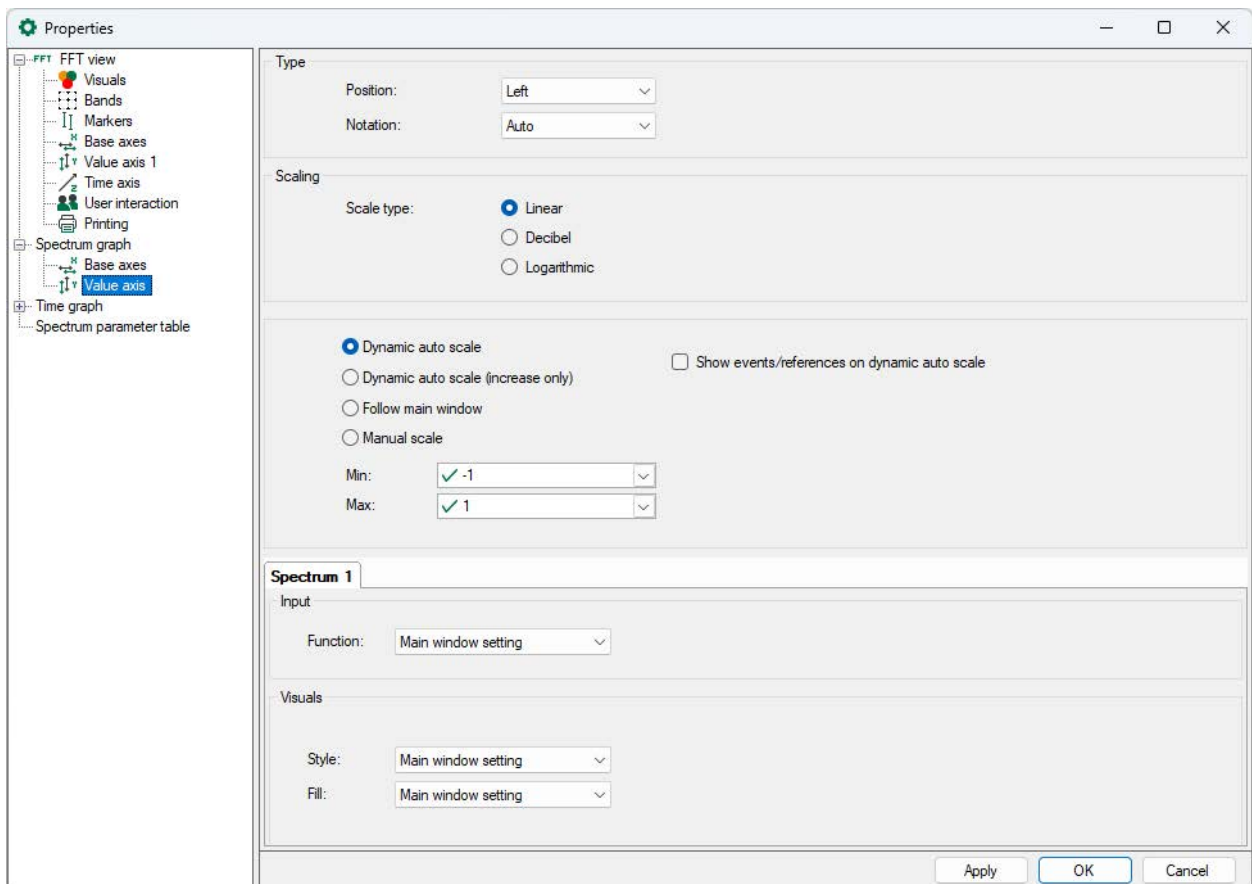 Properties
FFT FFT view
Visuals
Bands
Markers
X Base axes
Y Value axis 1
Z Time axis
User interaction
Printing
Spectrum graph
X Base axes
Y Value axis
Time graph
Spectrum parameter table
Type
Position: Left
Notation: Auto
Scaling
Scale type: Linear
Decibel
Logarithmic
Dynamic auto scale
Show events/references on dynamic auto scale
Dynamic auto scale (increase only)
Follow main window
Manual scale
Min: -1
Max: 1
Spectrum 1
Input
Function: Main window setting
Visuals
Style: Main window setting
Fill: Main window setting
Apply OK Cancel